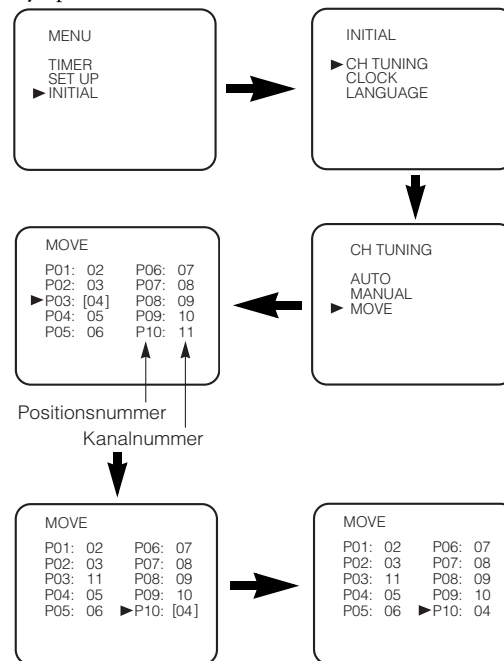 MENU
TIMER
SET UP
►INITIAL
INITIAL
►CH TUNING
CLOCK
LANGUAGE
CH TUNING
AUTO
MANUAL
►MOVE
MOVE
P01: 02 P06: 07
P02: 03 P07: 08
►P03: [04] P08: 09
P04: 05 P09: 10
P05: 06 P10: 11
Positionsnummer
Kanalnummer
MOVE
P01: 02 P06: 07
P02: 03 P07: 08
P03: 11 P08: 09
P04: 05 P09: 10
P05: 06 ►P10: [04]
MOVE
P01: 02 P06: 07
P02: 03 P07: 08
P03: 11 P08: 09
P04: 05 P09: 10
P05: 06 ►P10: 04